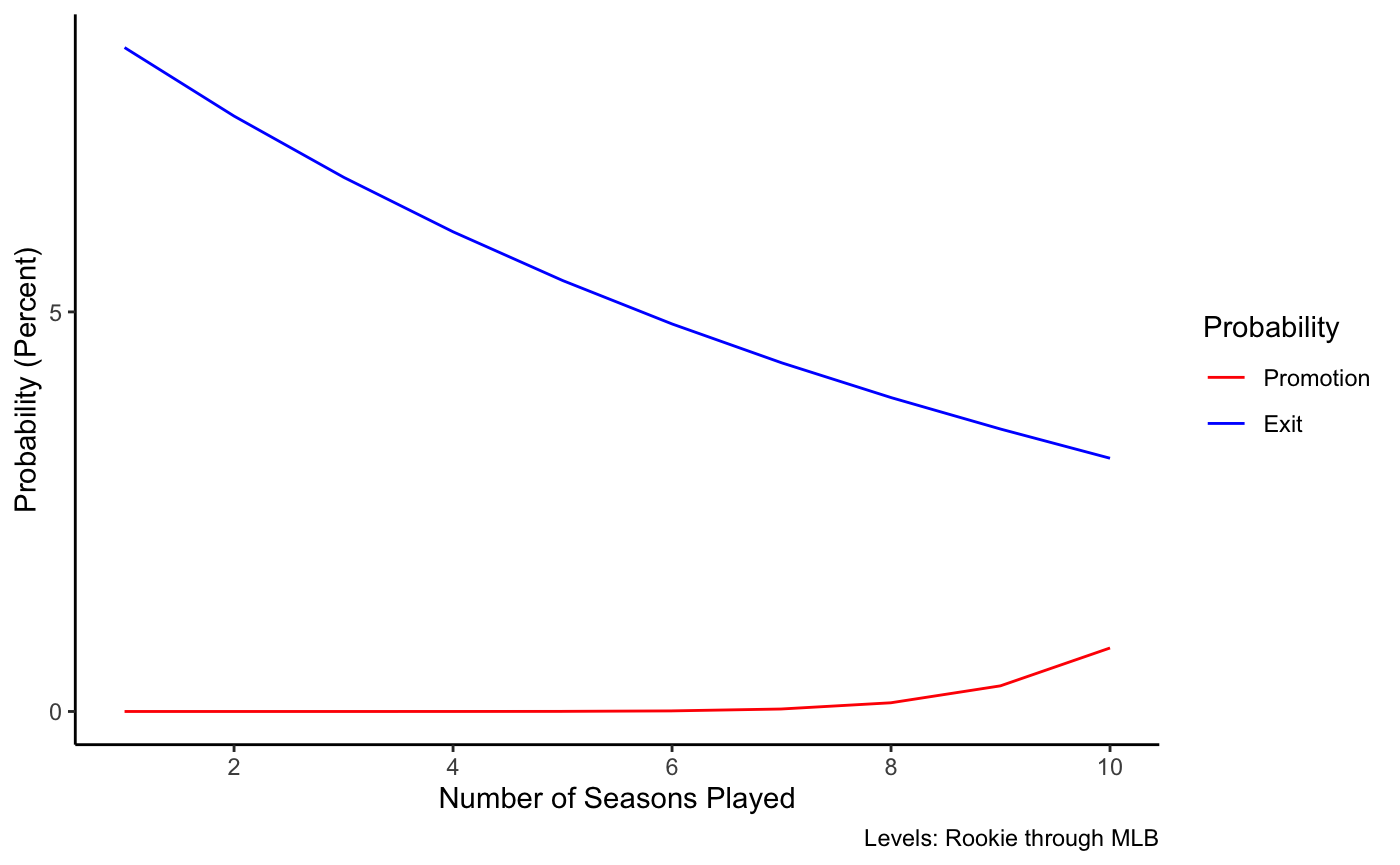 Probability (Percent)
5
0
2
4
6
8
10
Number of Seasons Played
Levels: Rookie through MLB
Probability
Promotion
Exit